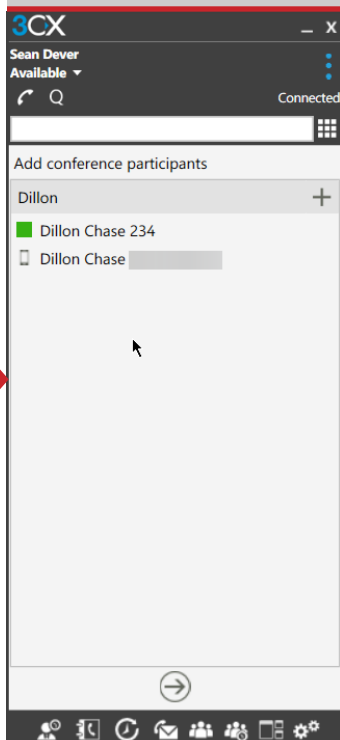 3CX
Sean Dever
Available
Q
Connected
Add conference participants
Dillon
Dillon Chase 234
Dillon Chase